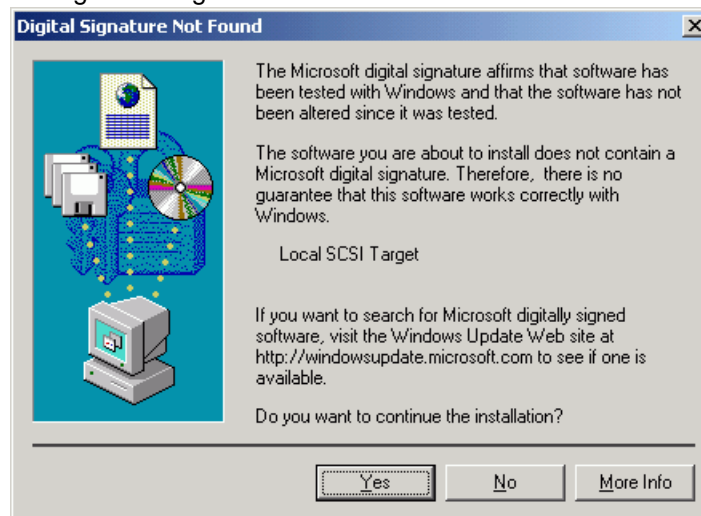 Digital Signature Not Found
The Microsoft digital signature affirms that software has
been tested with Windows and that the software has not
been altered since it was tested.
The software you are about to install does not contain a
Microsoft digital signature. Therefore, there is no
guarantee that this software works correctly with
Windows.
Local SCSI Target
If you want to search for Microsoft digitally signed
software, visit the Windows Update Web site at
http://windowsupdate.microsoft.com to see if one is
available.
Do you want to continue the installation?
Yes
No
More Info